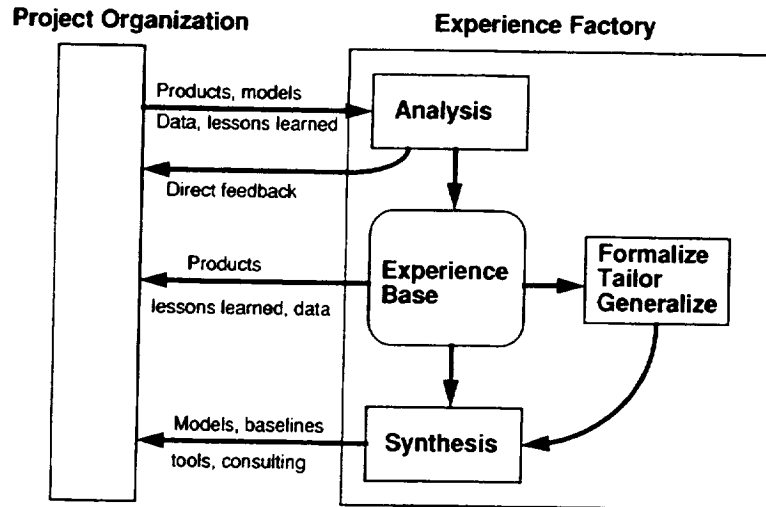 Project Organization
Experience Factory
Products, models
Data, lessons learned
Analysis
Direct feedback
Products
lessons learned, data
Experience
Base
Formalize
Tailor
Generalize
Models, baselines
tools, consulting
Synthesis